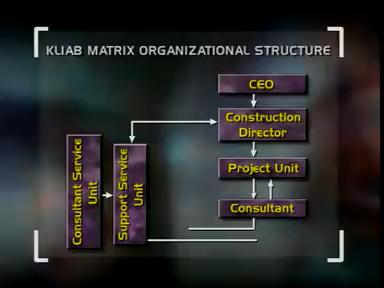 KLIAB MATRIX ORGANIZATIONAL STRUCTURE
CEO
Construction
Director
Project Unit
Consultant
Consultant Service
Unit
Support Service
Unit